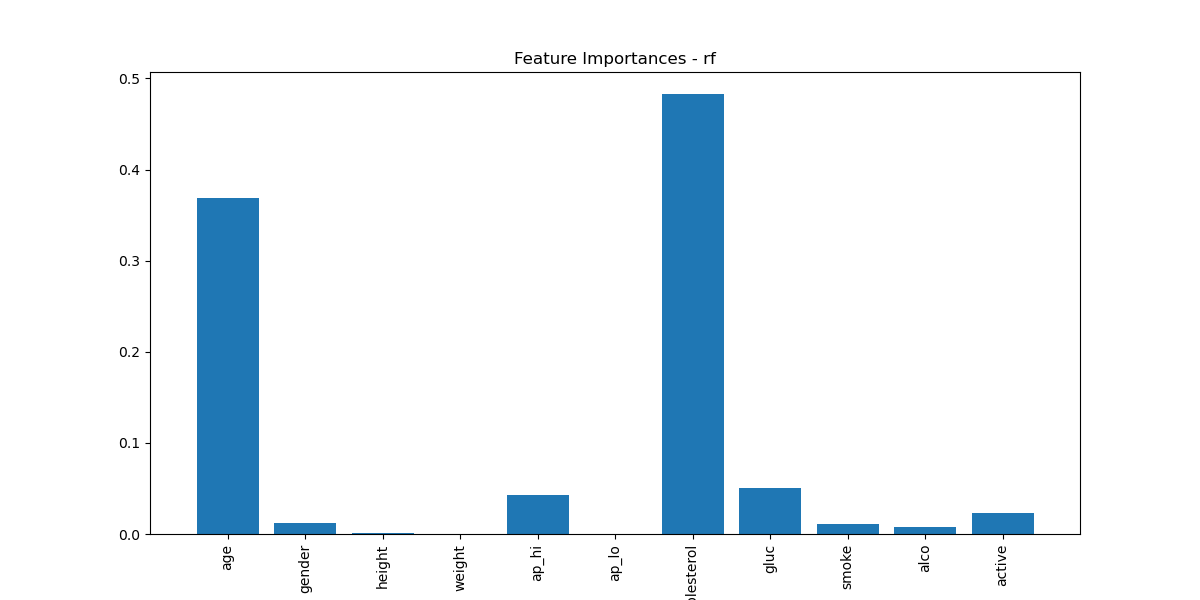 Feature Importances - rf
0.5
0.4
0.3
0.2
0.1
0.0
age
gender
height
weight
ap_hi
ap_lo
olesterol
gluc
smoke
alco
active